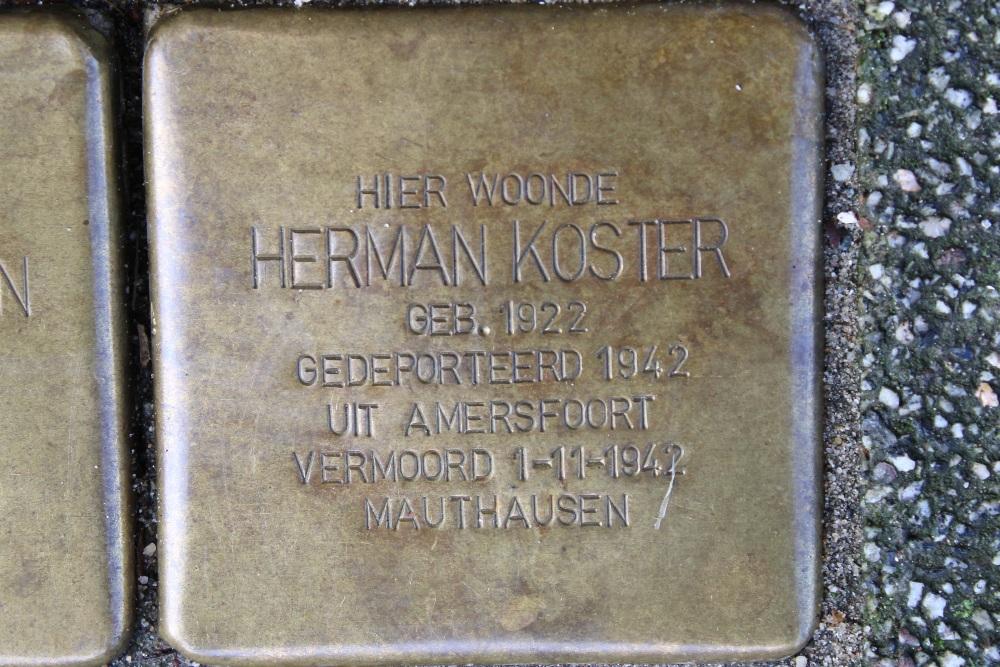 HIER WOONDE
HERMAN KOSTER
GEB. 1922
GEDEPORTEERD 1942
UIT AMERSFOORT
VERMOORD 1-11-1942
MAUTHAUSEN